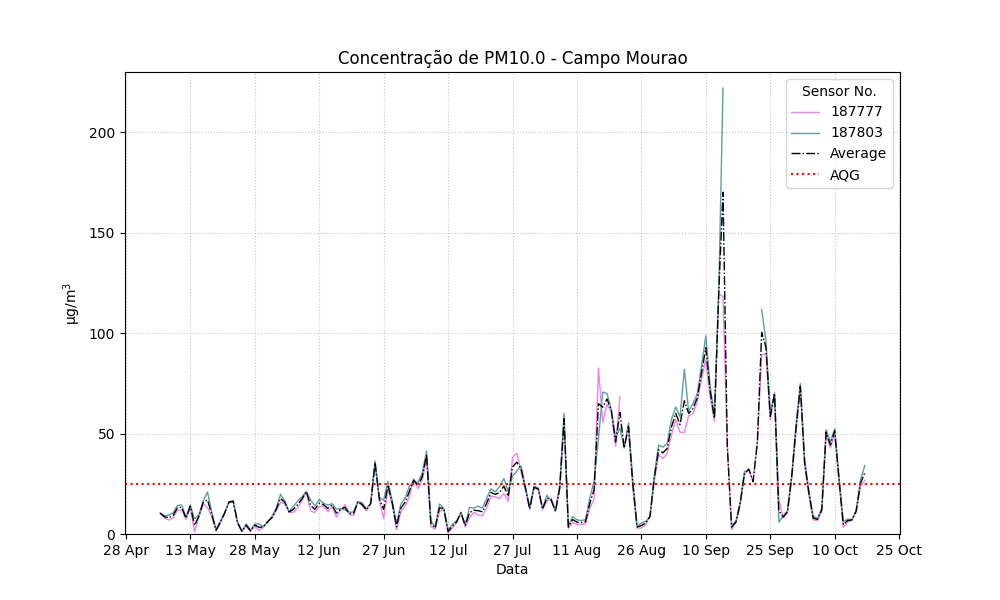 Concentração de PM10.0 - Campo Mourao
Sensor No.
187777
187803
Average
AQG
200
150
100
50
0
µg/m³
28 Apr 13 May 28 May 12 Jun 27 Jun 12 Jul 27 Jul 11 Aug 26 Aug 10 Sep 25 Sep 10 Oct 25 Oct
Data